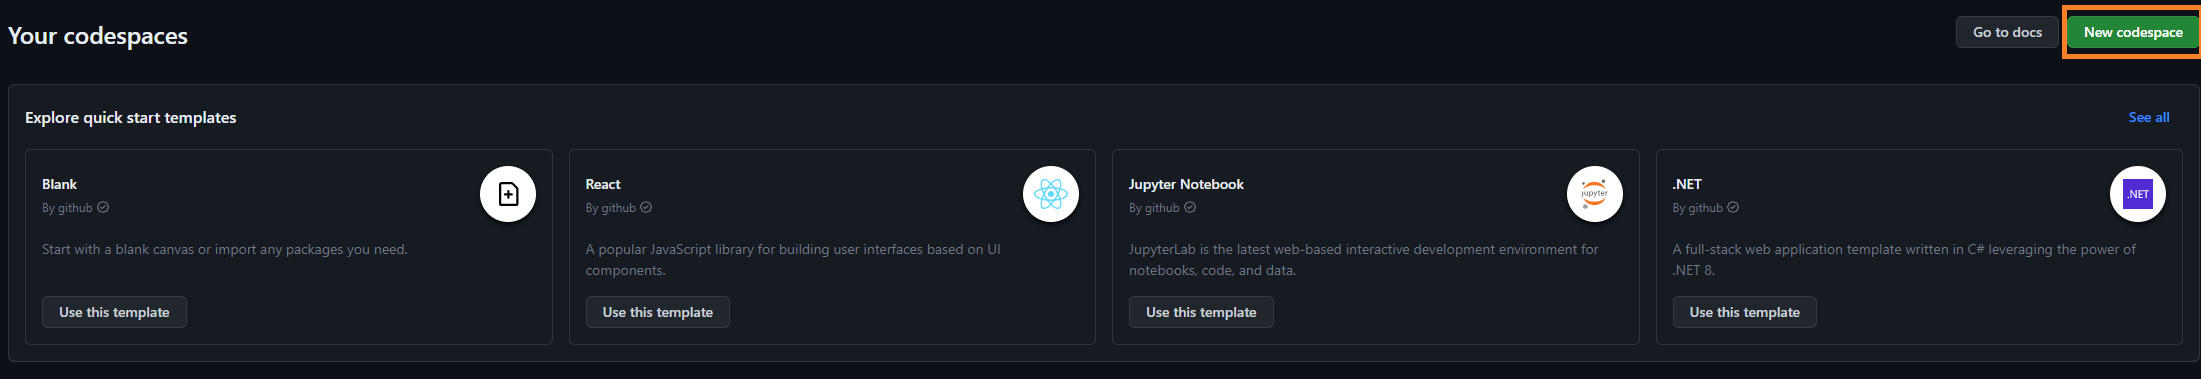 Your codespaces
Go to docs
New codespace
Explore quick start templates
See all
Blank
By github
Start with a blank canvas or import any packages you need.
Use this template
React
By github
A popular JavaScript library for building user interfaces based on UI
components.
Use this template
Jupyter Notebook
By github
jupyter
JupyterLab is the latest web-based interactive development environment for
notebooks, code, and data.
Use this template
.NET
By github
.NET
A full-stack web application template written in C# leveraging the power of
.NET 8.
Use this template